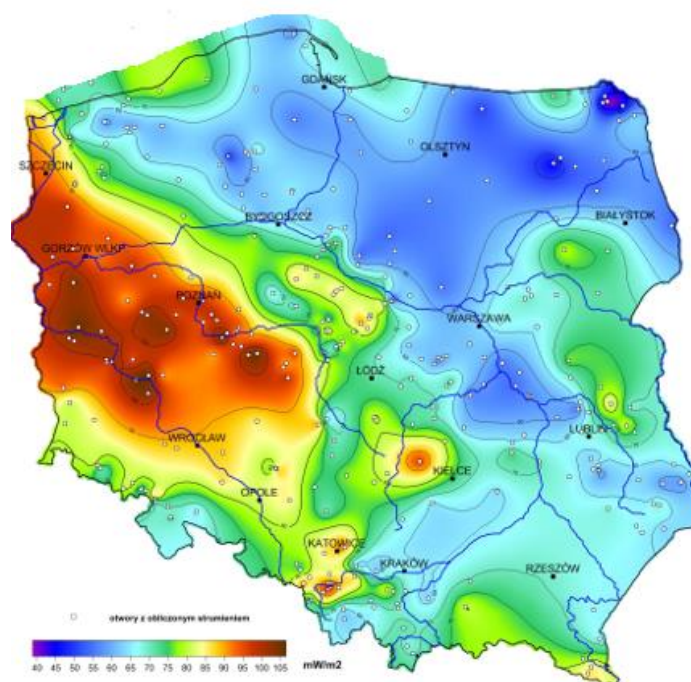 GDAŃSK
OLSZTYN
SZCZECIN
BIAŁYSTOK
BYDGOSZCZ
GORZÓW WLKP
POZNAŃ
WARSZAWA
ŁÓDŹ
LUBLIN
WROCŁAW
KIELCE
OPOLE
KATOWICE
KRAKÓW
RZESZÓW
otwory z obliczonym strumieniem
40 45 50 55 60 65 70 75 80 85 90 95 100 105
mW/m2